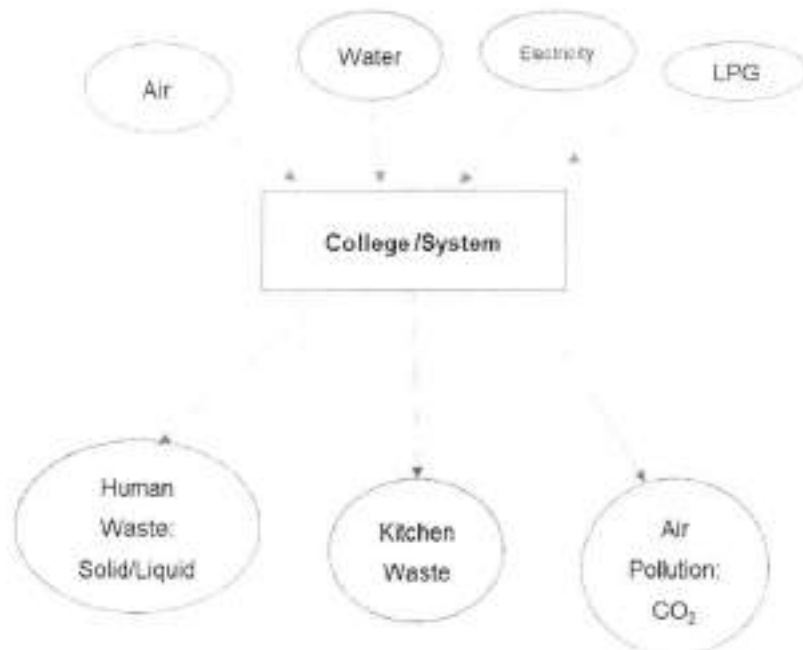 Air
Water
Electricity
LPG
College/System
Human
Waste:
Solid/Liquid
Kitchen
Waste
Air
Pollution:
CO₂